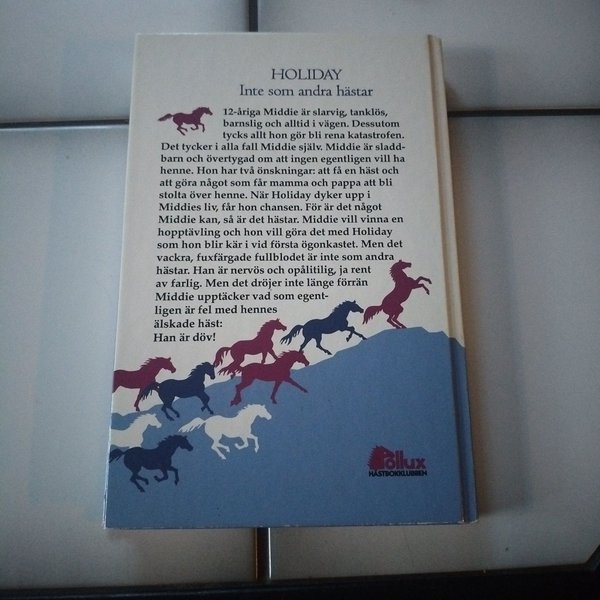 HOLIDAY
Inte som andra hästar
12-åriga Middie är slarvig, tanklös,
barnslig och alltid i vägen. Dessutom
tycks allt hon gör bli rena katastrofen.
Det tycker i alla fall Middie själv. Middie är sladd-
barn och övertygad om att ingen egentligen vill ha
henne. Hon har två önskningar: att få en häst och
att göra något som får mamma och pappa att bli
stolta över henne. När Holiday dyker upp i
Middies liv, får hon chansen. För är det något
Middie kan, så är det hästar. Middie vill vinna en
hopptävling och hon vill göra det med Holiday
som hon blir kär i vid första ögonkastet. Men det
vackra, fuxfärgade fullblodet är inte som andra
hästar. Han är nervös och opålitilig, ja rent
av farlig. Men det dröjer inte länge förrän
Middie upptäcker vad som egent-
ligen är fel med hennes
älskade häst:
Han är döv!
Pollux
HÄSTBOKKLUBBEN